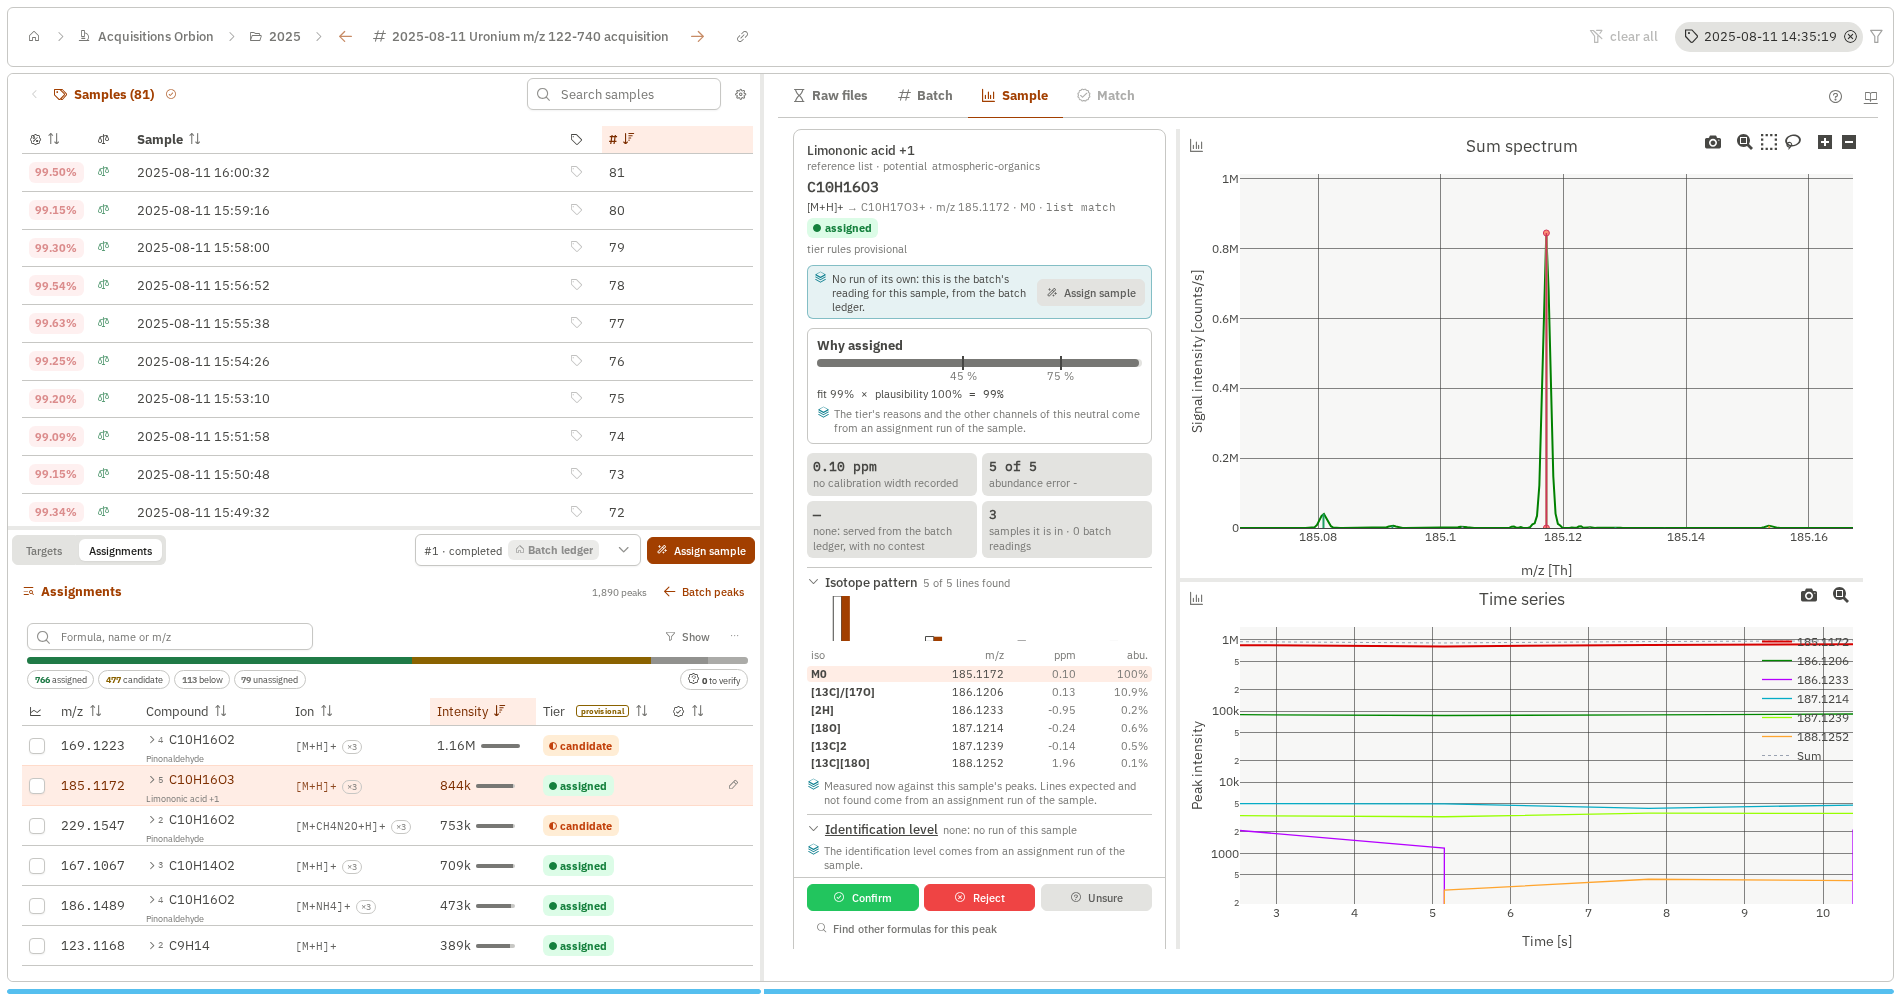 Acquisitions Orbion
2025
# 2025-08-11 Uronium m/z 122-740 acquisition
clear all
2025-08-11 14:35:19
Samples (81)
Search samples
Sample
#
99.50% 2025-08-11 16:00:32 81
99.15% 2025-08-11 15:59:16 80
99.30% 2025-08-11 15:58:00 79
99.54% 2025-08-11 15:56:52 78
99.63% 2025-08-11 15:55:38 77
99.25% 2025-08-11 15:54:26 76
99.20% 2025-08-11 15:53:10 75
99.09% 2025-08-11 15:51:58 74
99.15% 2025-08-11 15:50:48 73
99.34% 2025-08-11 15:49:32 72
Targets Assignments
#1 · completed Batch ledger
Assign sample
Assignments
1,890 peaks
Batch peaks
Formula, name or m/z
Show
...
766 assigned 477 candidate 113 below 79 unassigned
0 to verify
m/z Compound Ion Intensity Tier provisional
169.1223 4 C10H16O2 [M+H]+ ×3 1.16M candidate
Pinonaldehyde
185.1172 5 C10H16O3 [M+H]+ ×3 844k assigned
Limononic acid +1
229.1547 2 C10H16O2 [M+CH4N2O+H]+ ×3 753k candidate
Pinonaldehyde
167.1067 3 C10H14O2 [M+H]+ ×3 709k assigned
186.1489 4 C10H16O2 [M+NH4]+ ×3 473k assigned
Pinonaldehyde
123.1168 2 C9H14 [M+H]+ 389k assigned
Raw files
# Batch
Sample
Match
Limononic acid +1
reference list · potential atmospheric-organics
C10H16O3
[M+H]+ → C10H17O3+ · m/z 185.1172 · M0 · list match
assigned
tier rules provisional
No run of its own: this is the batch's
reading for this sample, from the batch
ledger.
Assign sample
Why assigned
45 % 75 %
fit 99% × plausibility 100% = 99%
The tier's reasons and the other channels of this neutral come
from an assignment run of the sample.
0.10 ppm
no calibration width recorded
5 of 5
abundance error -
—
none: served from the batch
ledger, with no contest
3
samples it is in · 0 batch
readings
Isotope pattern 5 of 5 lines found
iso m/z ppm abu.
M0 185.1172 0.10 100%
[13C]/[17O] 186.1206 0.13 10.9%
[2H] 186.1233 -0.95 0.2%
[18O] 187.1214 -0.24 0.6%
[13C]2 187.1239 -0.14 0.5%
[13C][18O] 188.1252 1.96 0.1%
Measured now against this sample's peaks. Lines expected and
not found come from an assignment run of the sample.
Identification level none: no run of this sample
The identification level comes from an assignment run of the
sample.
Confirm
Reject
Unsure
Find other formulas for this peak
Sum spectrum
Signal intensity [counts/s]
1M
0.8M
0.6M
0.4M
0.2M
0
185.08 185.1 185.12 185.14 185.16
m/z [Th]
Time series
Peak intensity
1M
5
2
100k
5
2
10k
5
2
1000
5
2
185.1172
186.1206
186.1233
187.1214
187.1239
188.1252
Sum
3 4 5 6 7 8 9 10
Time [s]